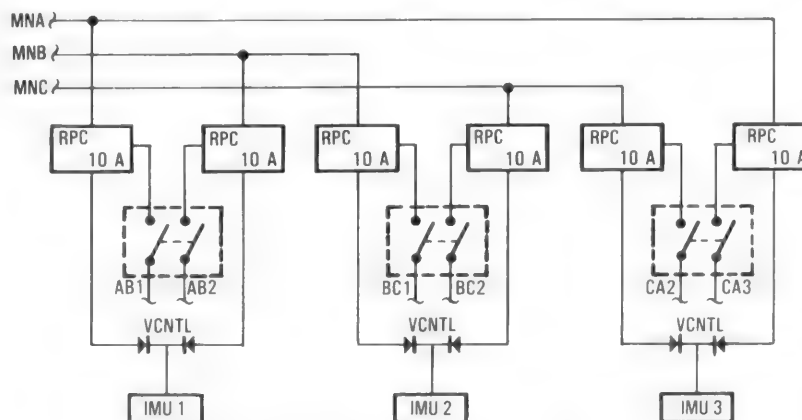 MNA
MNB
MNC
RPC
10 A
RPC
10 A
RPC
10 A
RPC
10 A
RPC
10 A
RPC
10 A
AB1 AB2
BC1 BC2
CA2 CA3
VCNTL
VCNTL
VCNTL
IMU 1
IMU 2
IMU 3